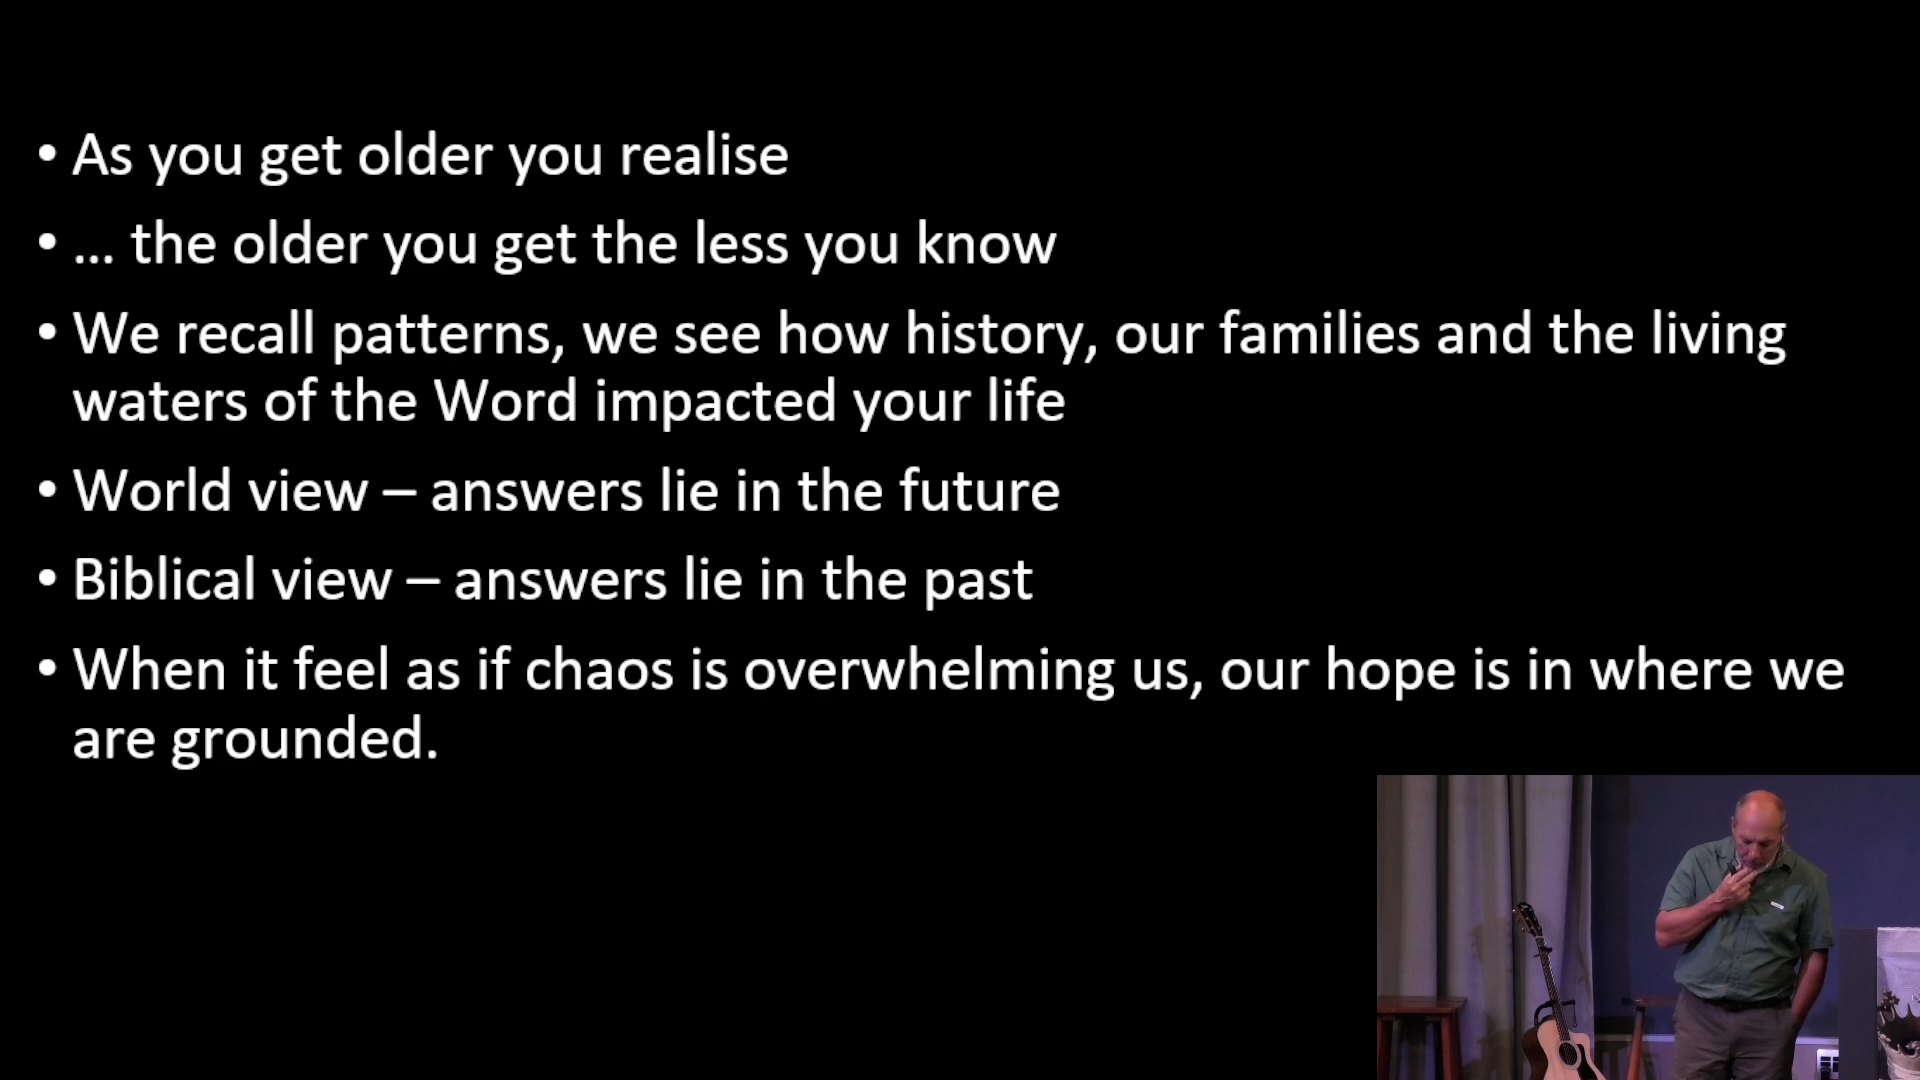 • As you get older you realise
• … the older you get the less you know
• We recall patterns, we see how history, our families and the living
waters of the Word impacted your life
• World view – answers lie in the future
• Biblical view – answers lie in the past
• When it feel as if chaos is overwhelming us, our hope is in where we
are grounded.